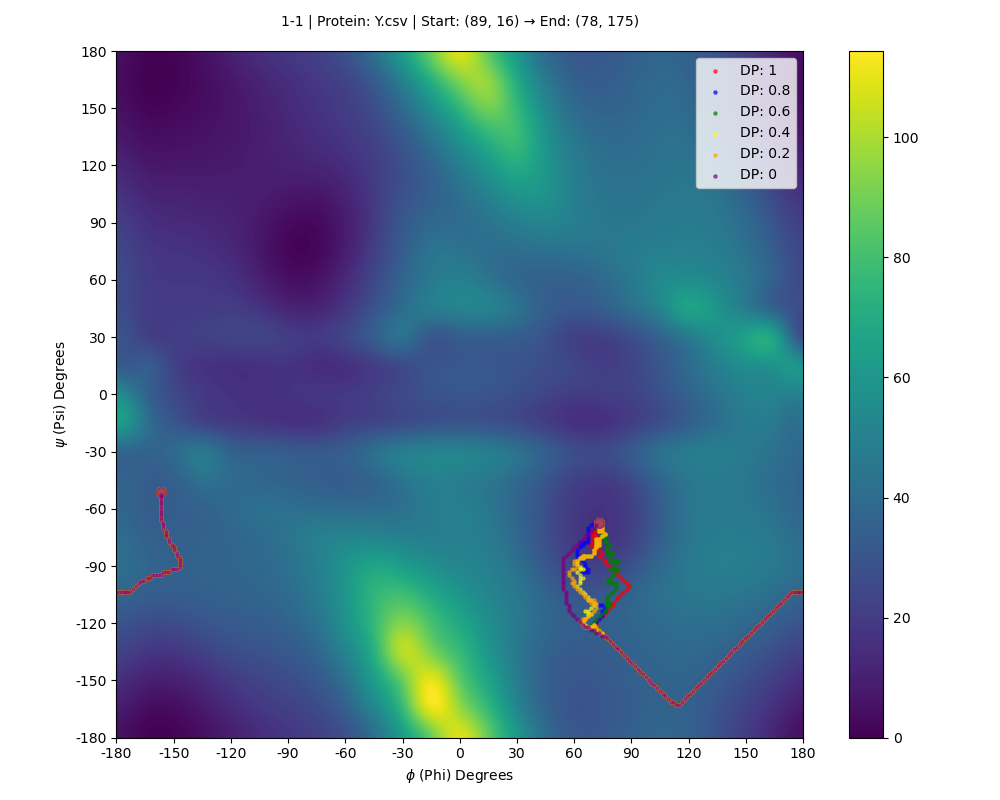 1-1 | Protein: Y.csv | Start: (89, 16) → End: (78, 175)
DP: 1
DP: 0.8
DP: 0.6
DP: 0.4
DP: 0.2
DP: 0
180
150
120
90
60
30
0
-30
-60
-90
-120
-150
-180
ψ (Psi) Degrees
-180 -150 -120 -90 -60 -30 0 30 60 90 120 150 180
ϕ (Phi) Degrees
100
80
60
40
20
0